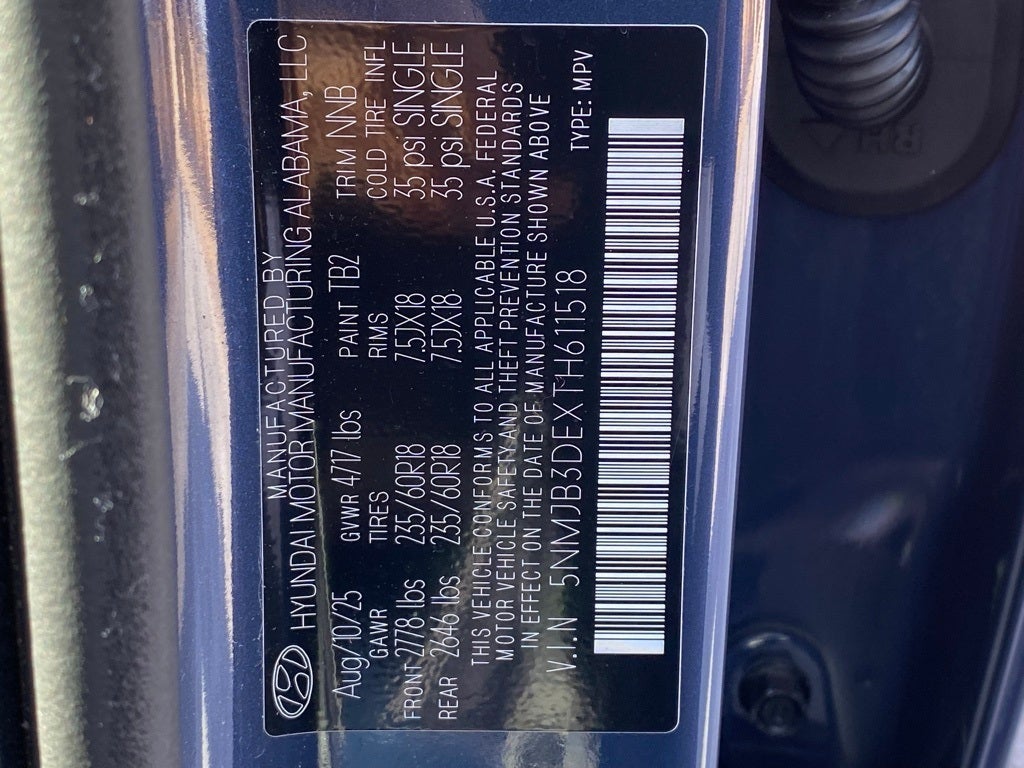 MANUFACTURED BY
HYUNDAI MOTOR MANUFACTURING ALABAMA, LLC
Aug/10/25 GVWR 4717 lbs PAINT TB2 TRIM NNB
GAWR TIRES RIMS COLD TIRE INFL
FRONT 2778 lbs 235/60R18 7.5JX18 35 psi SINGLE
REAR 2646 lbs 235/60R18 7.5JX18 35 psi SINGLE
THIS VEHICLE CONFORMS TO ALL APPLICABLE U.S.A. FEDERAL
MOTOR VEHICLE SAFETY AND THEFT PREVENTION STANDARDS
IN EFFECT ON THE DATE OF MANUFACTURE SHOWN ABOVE
V.I.N 5NMJB3DEXTH611518 TYPE: MPV